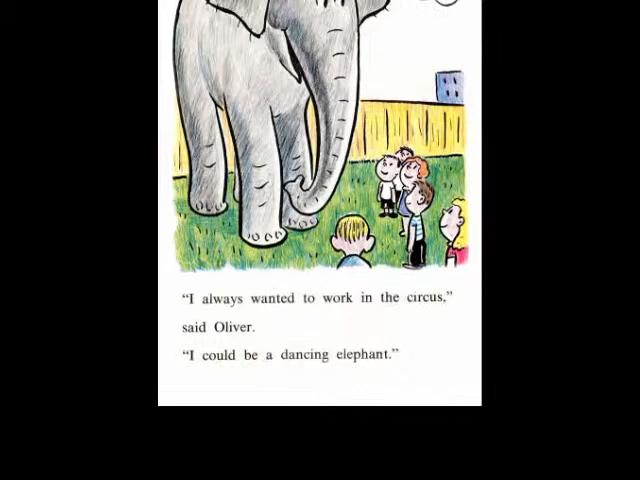 “I always wanted to work in the circus,”
said Oliver.
“I could be a dancing elephant.”